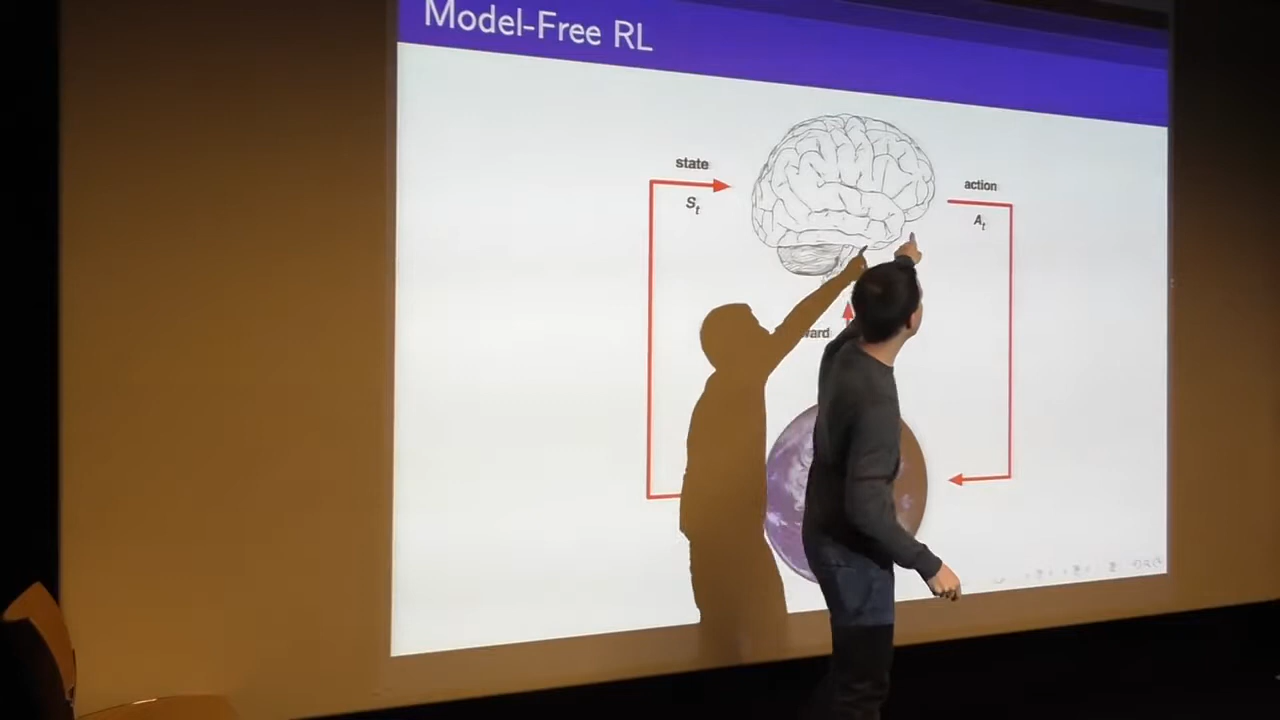 Model-Free RL
state
action
S_t
A_t
ward